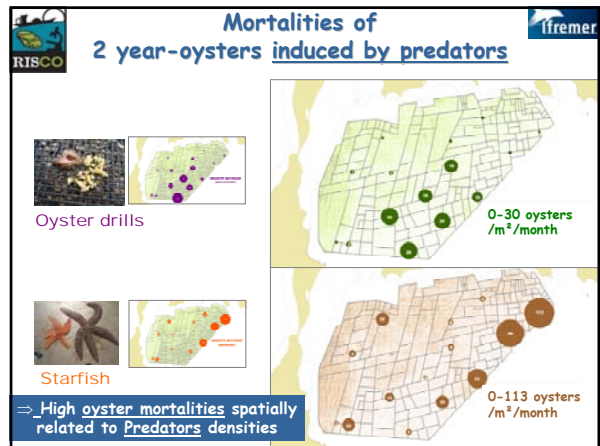 Mortalities of
2 year-oysters induced by predators
RISCO
Ifremer
Oyster drills
0-30 oysters
/m²/month
Starfish
0-113 oysters
/m²/month
⇒ High oyster mortalities spatially
related to Predators densities